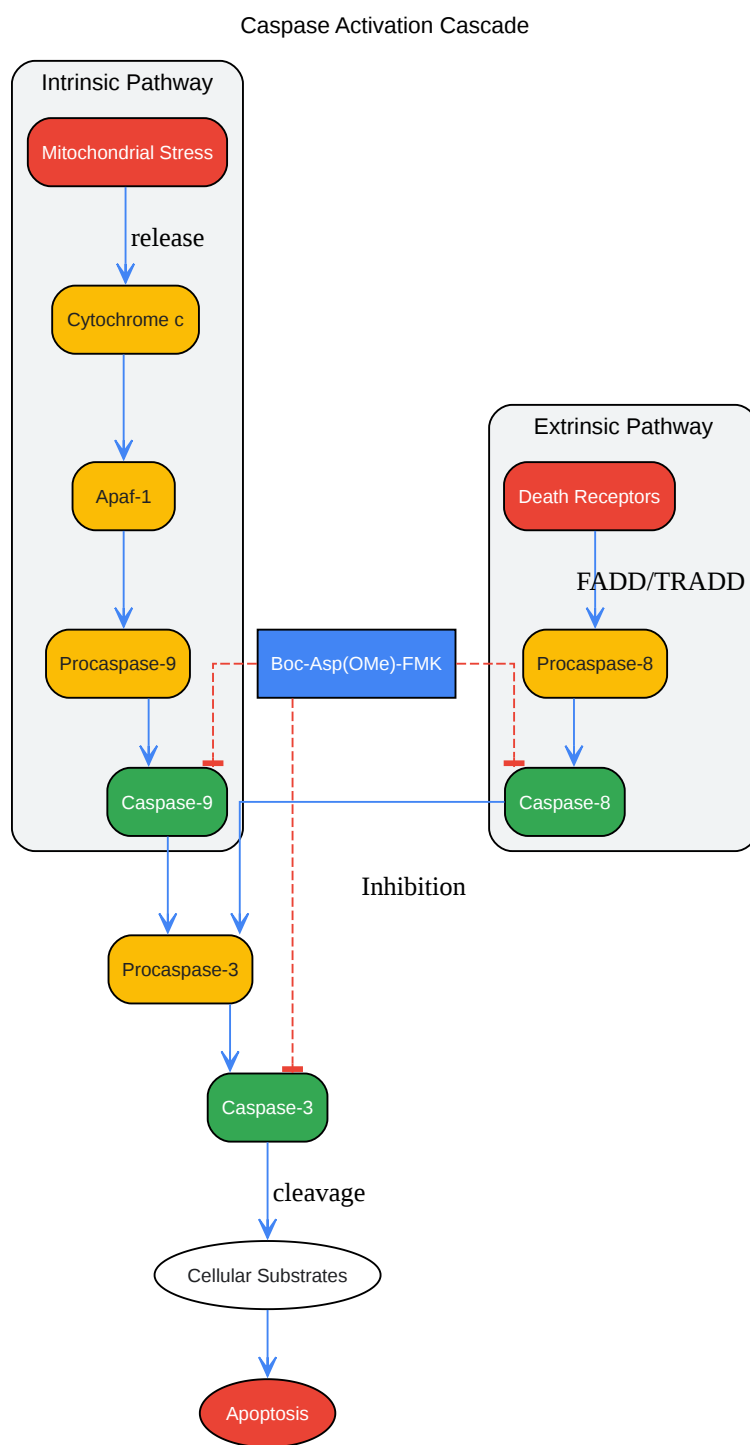 Caspase Activation Cascade
Intrinsic Pathway
Mitochondrial Stress
release
Cytochrome c
Extrinsic Pathway
Apaf-1
Death Receptors
FADD/TRADD
Procaspase-9
Boc-Asp(OMe)-FMK
Procaspase-8
Caspase-9
Caspase-8
Inhibition
Procaspase-3
Caspase-3
cleavage
Cellular Substrates
Apoptosis